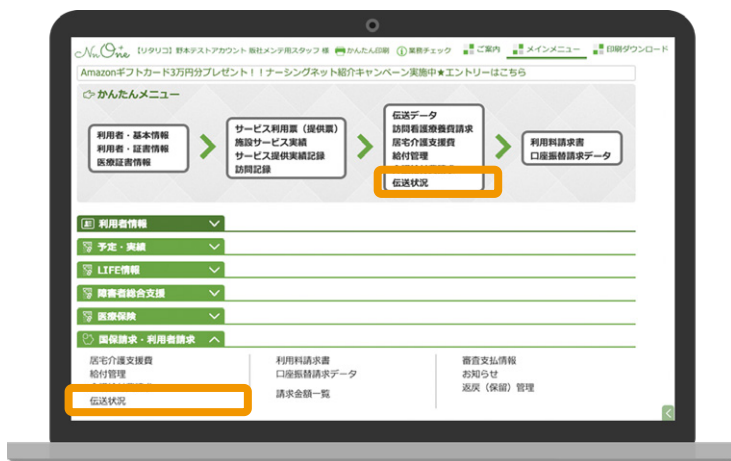 NnOne 【リタリコ】野本テストアカウント 販社メンテ用スタッフ 様 かんたん印刷 業務チェック ご案内 メインメニュー 印刷ダウンロード
Amazonギフトカード3万円分プレゼント！！ナーシングネット紹介キャンペーン実施中★エントリーはこちら
かんたんメニュー
利用者・基本情報
利用者・証書情報
医療証書情報
サービス利用票（提供票）
施設サービス実績
サービス提供実績記録
訪問記録
伝送データ
訪問看護療養費請求
居宅介護支援費
給付管理
伝送状況
利用料請求書
口座振替請求データ
利用者情報
予定・実績
LIFE情報
障害者総合支援
医療保険
国保請求・利用者請求
居宅介護支援費
給付管理
伝送状況
利用料請求書
口座振替請求データ
請求金額一覧
審査支払情報
お知らせ
返戻（保留）管理